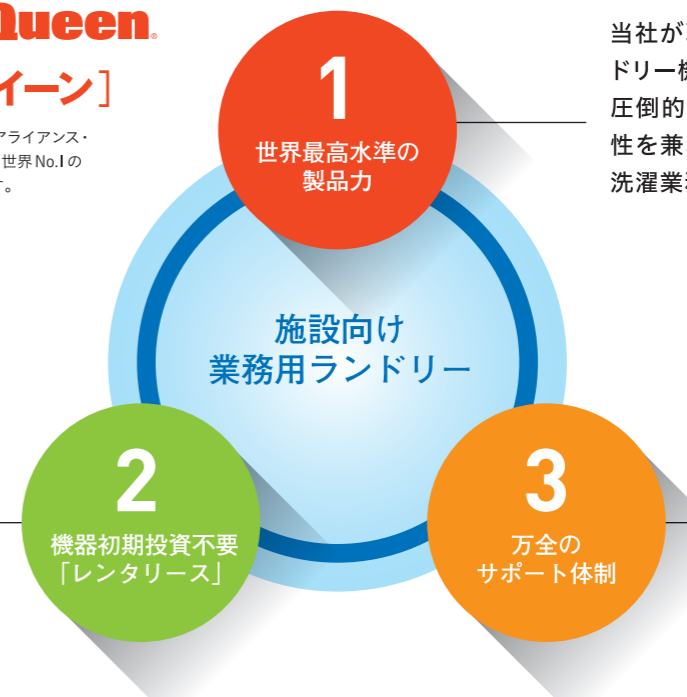 Queen®
イーン］
アライアンス・
世界No.1の
す。
当社が
ドリー機
圧倒的
性を兼
洗濯業
1
世界最高水準の
製品力
施設向け
業務用ランドリー
2
機器初期投資不要
「レンタリース」
3
万全の
サポート体制